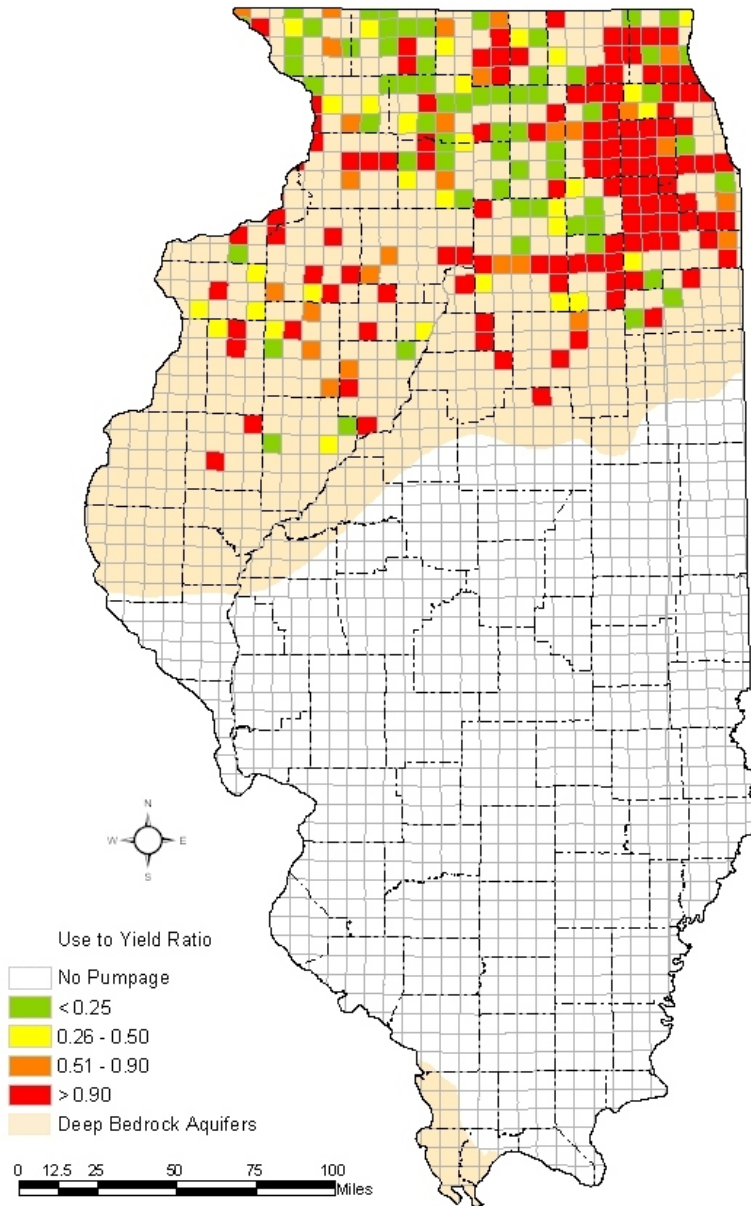 N
W E
S
Use to Yield Ratio
No Pumpage
<0.25
0.26 - 0.50
0.51 - 0.90
>0.90
Deep Bedrock Aquifers
0 12.5 25 50 75 100
Miles